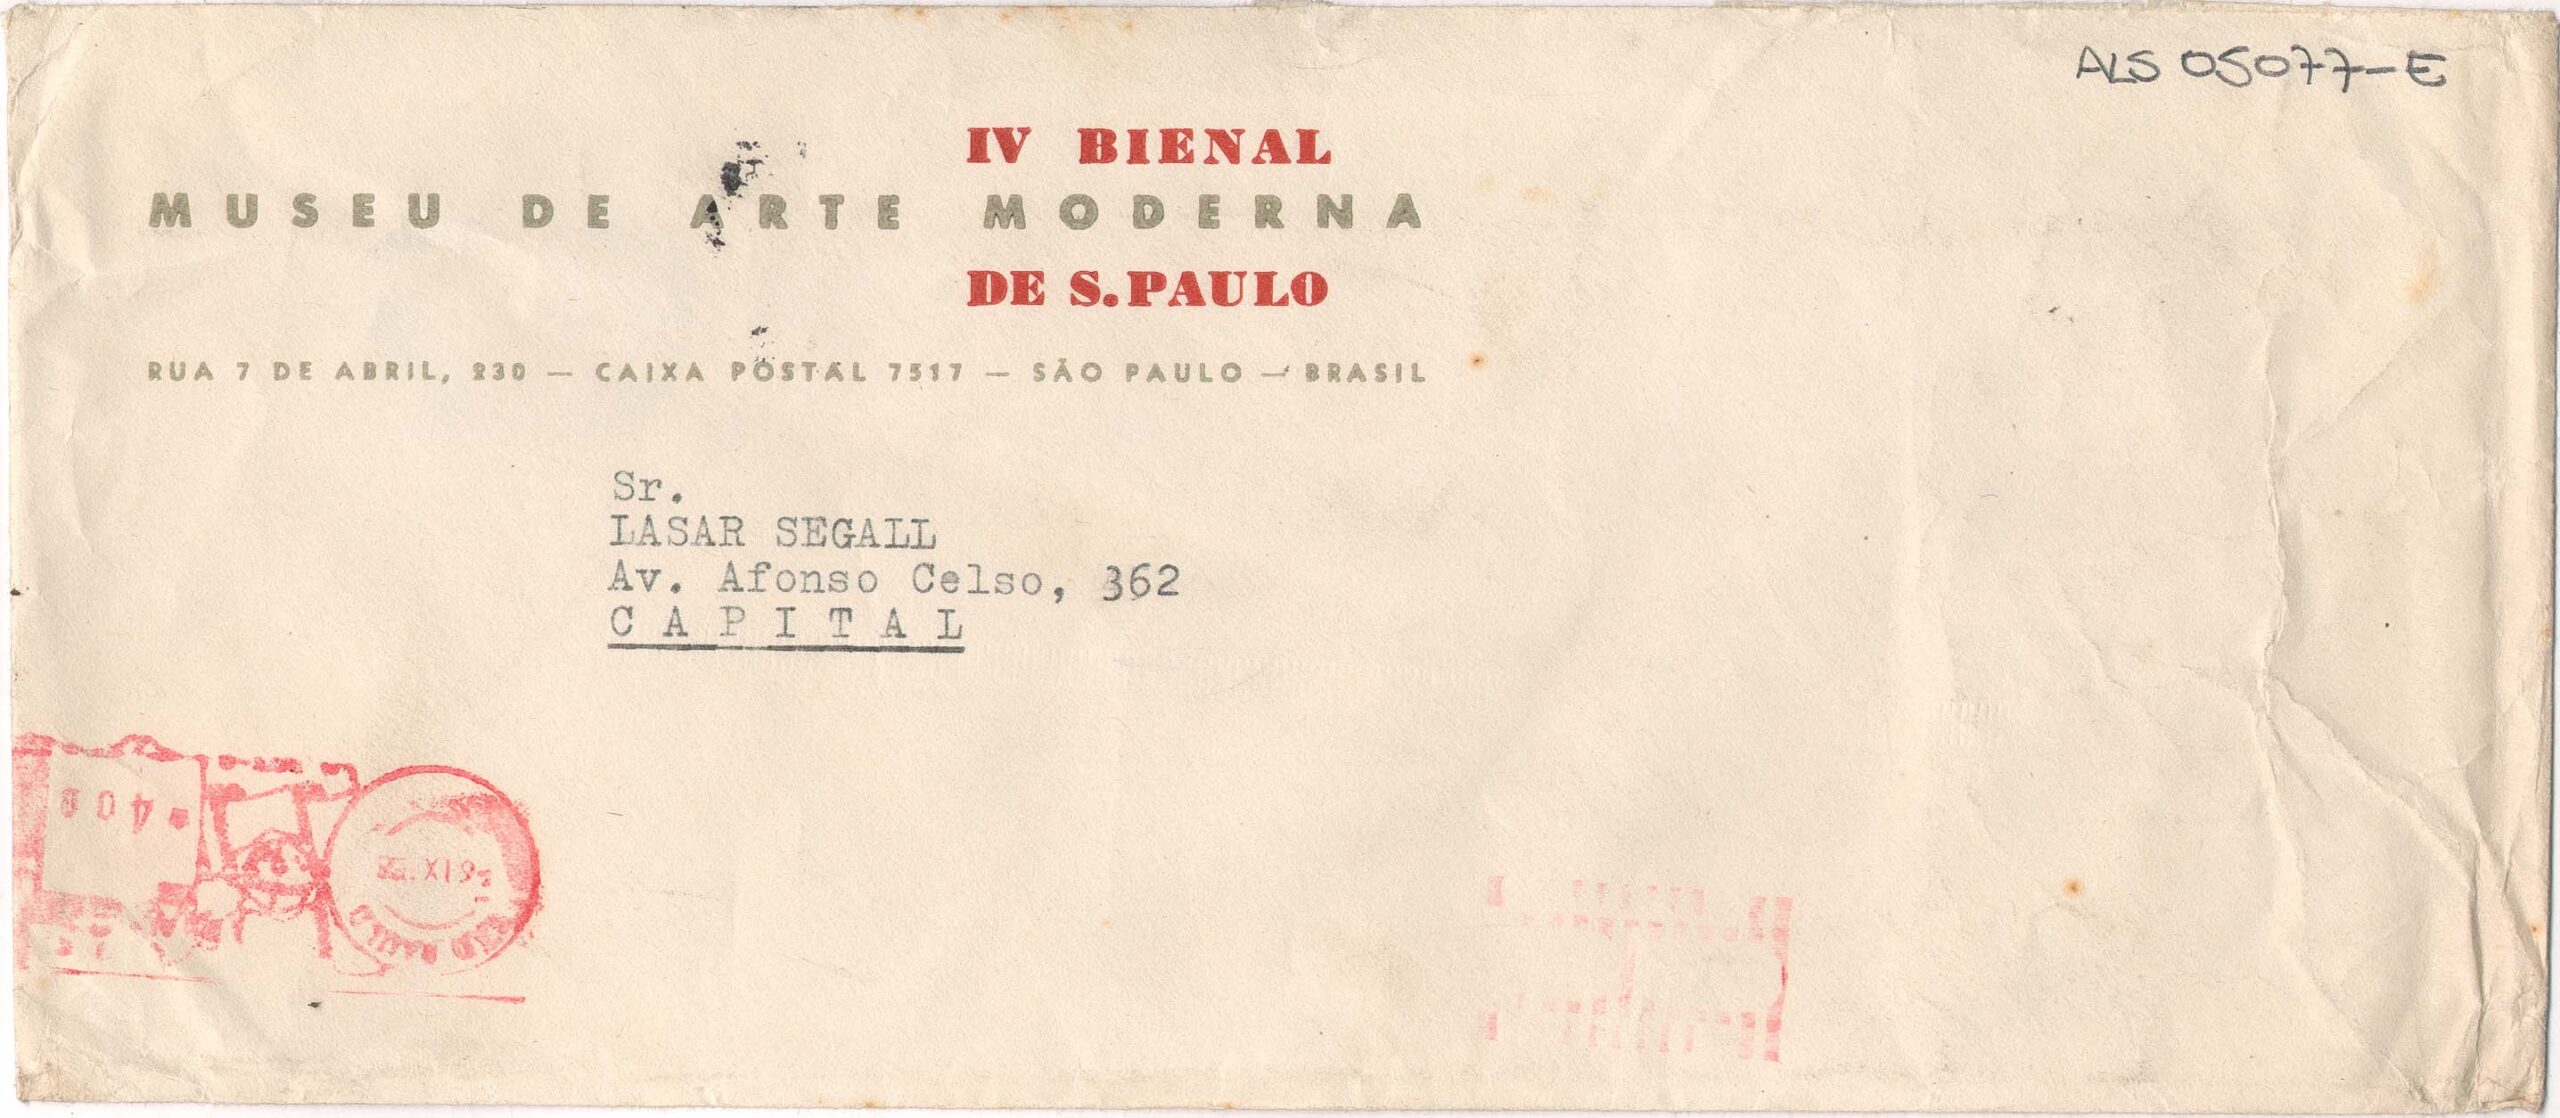 ALS 05077-E
IV BIENAL
MUSEU DE ARTE MODERNA
DE S. PAULO
RUA 7 DE ABRIL, 230 — CAIXA POSTAL 7517 — SÃO PAULO — BRASIL
Sr.
LASAR SEGALL
Av. Afonso Celso, 362
CAPITAL